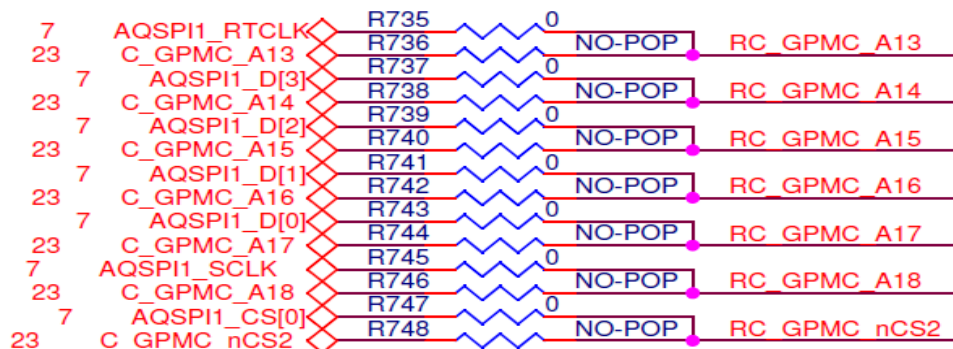 7 AQSPI1_RTCLK R735 0
23 C_GPMC_A13 R736 NO-POP RC_GPMC_A13
7 AQSPI1_D[3] R737 0
23 C_GPMC_A14 R738 NO-POP RC_GPMC_A14
7 AQSPI1_D[2] R739 0
23 C_GPMC_A15 R740 NO-POP RC_GPMC_A15
7 AQSPI1_D[1] R741 0
23 C_GPMC_A16 R742 NO-POP RC_GPMC_A16
7 AQSPI1_D[0] R743 0
23 C_GPMC_A17 R744 NO-POP RC_GPMC_A17
7 AQSPI1_SCLK R745 0
23 C_GPMC_A18 R746 NO-POP RC_GPMC_A18
7 AQSPI1_CS[0] R747 0
23 C_GPMC_nCS2 R748 NO-POP RC_GPMC_nCS2